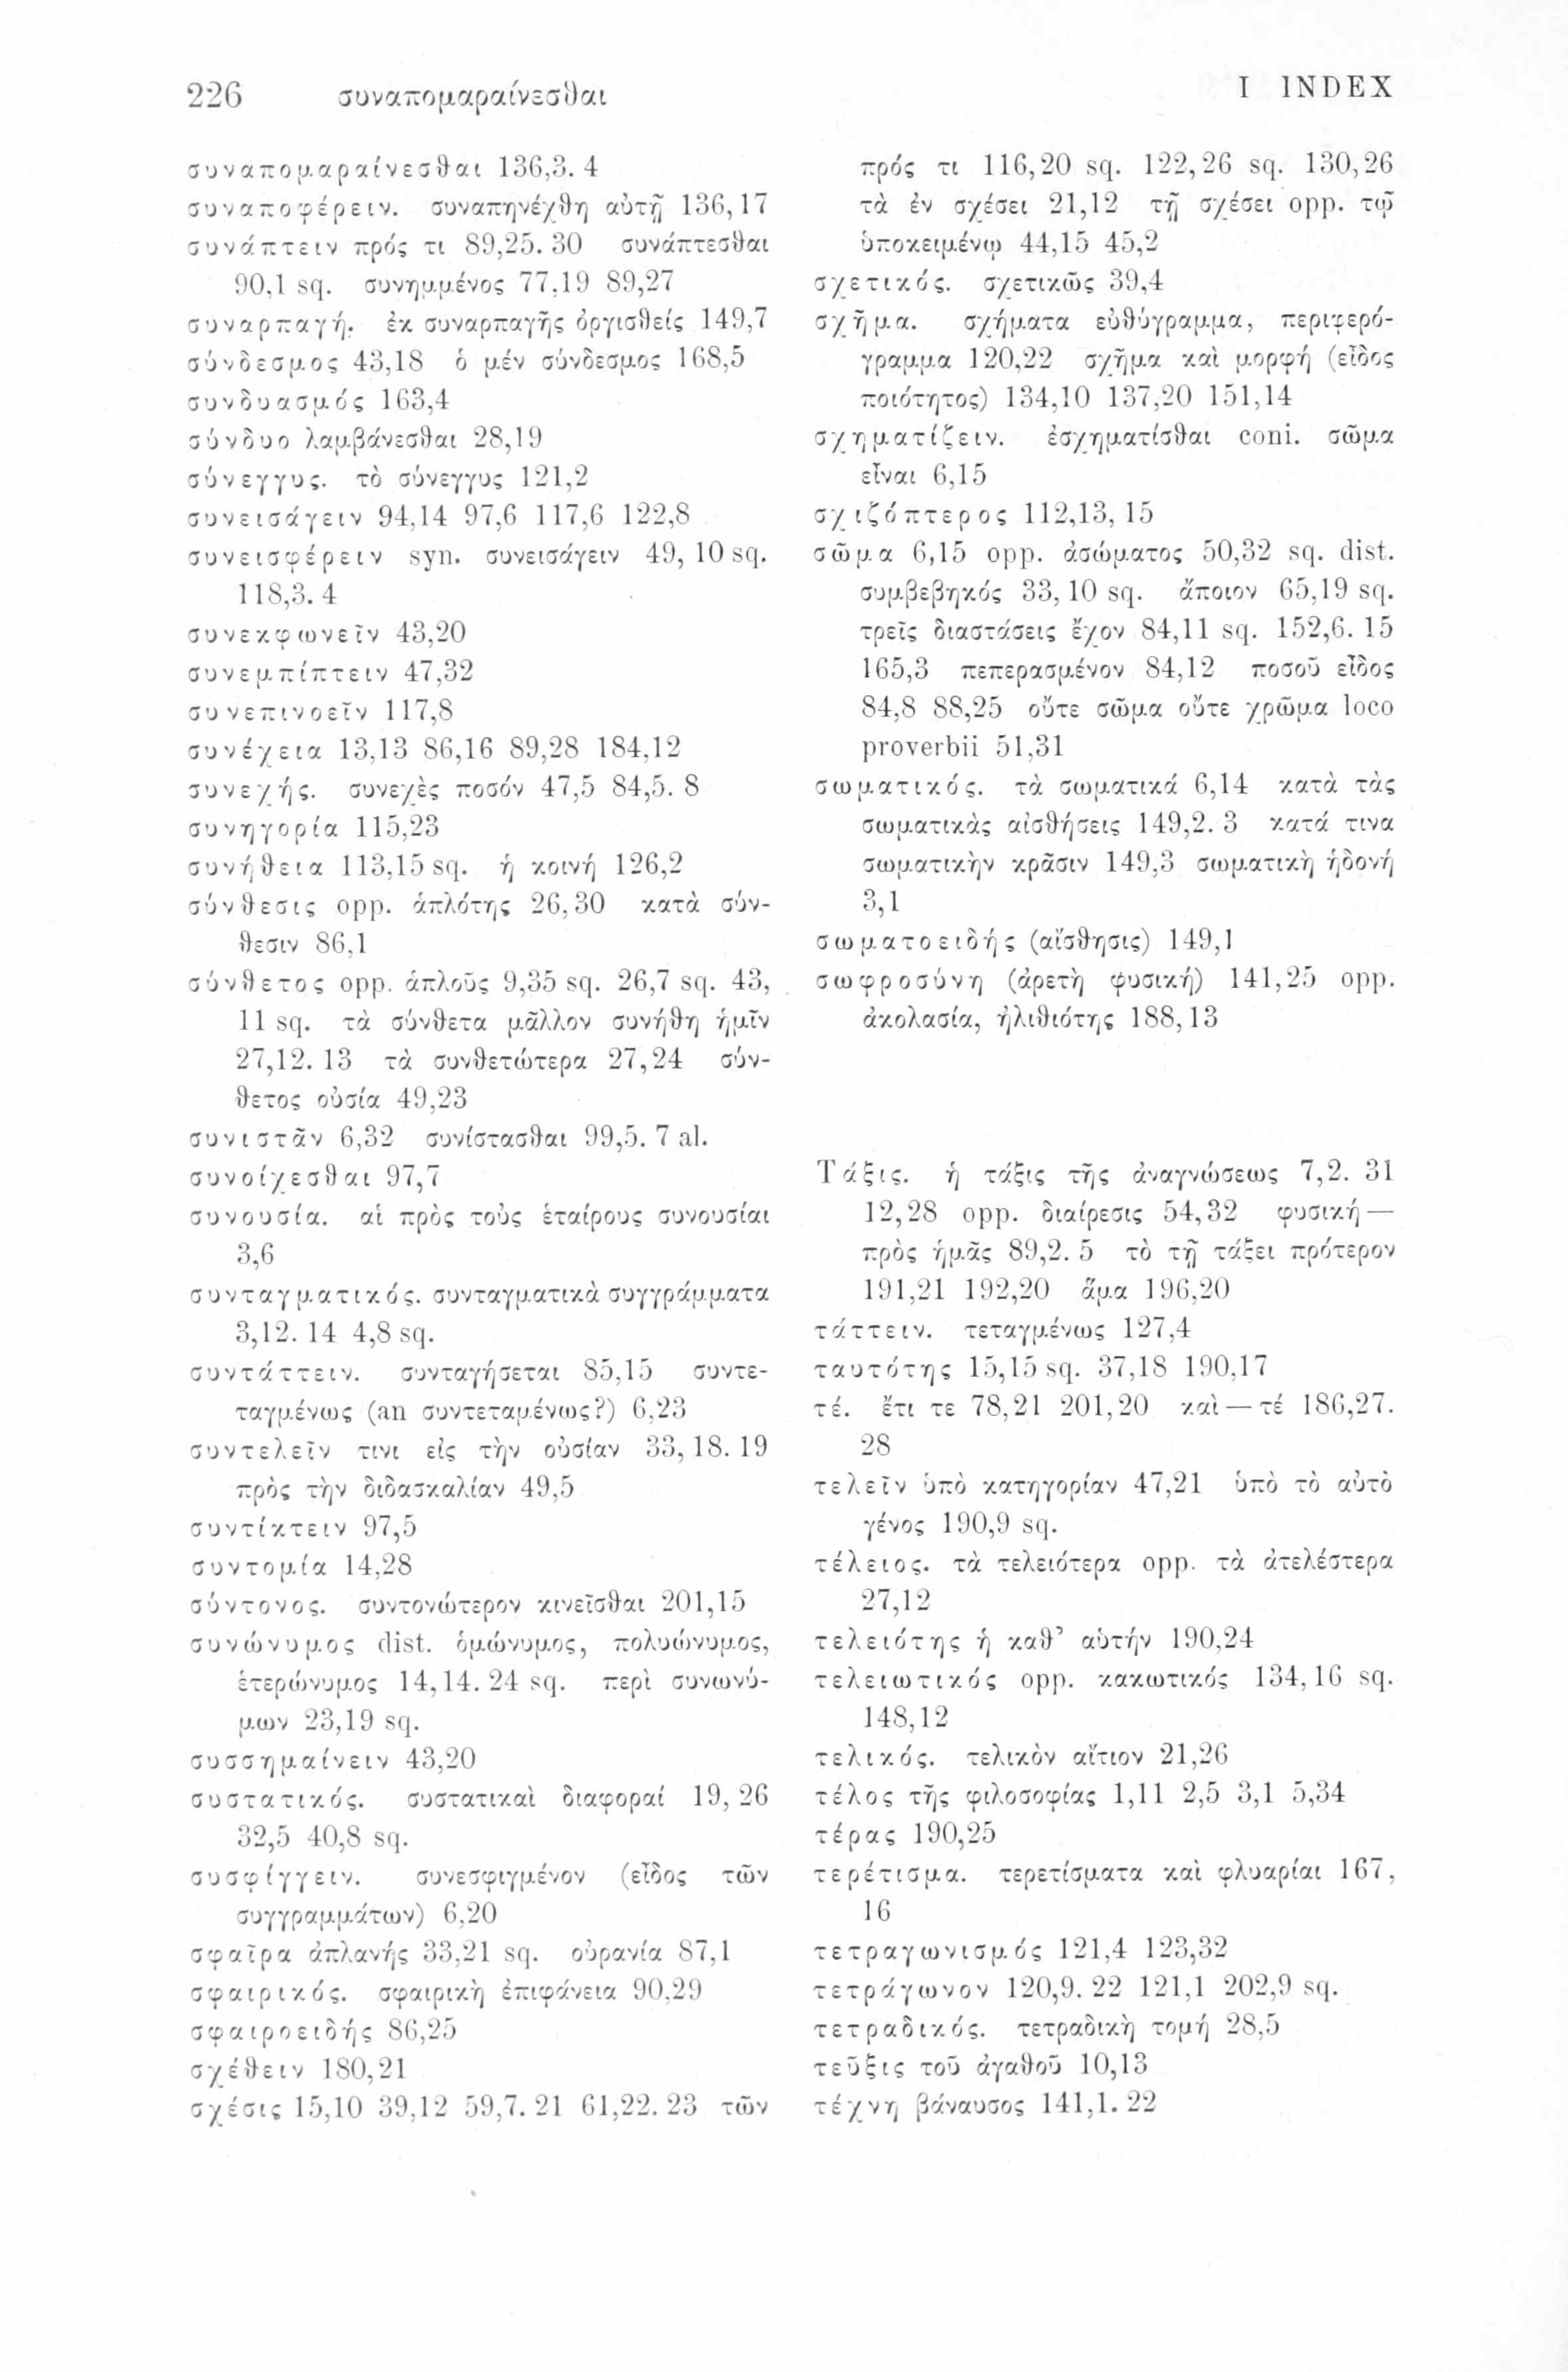 226 συναπομαραίνεσθαι I INDEX
συναπομαραίνεσθαι 136,3. 4
συναποφέρειν. συναπηνέχθη αὐτῇ 136,17
συνάπτειν πρός τι 89,25. 30 συνάπτεσθαι
90,1 sq. συνημμένος 77,19 89,27
συναρπαγή. ἐκ συναρπαγῆς ὀργισθείς 149,7
σύνδεσμος 43,18 ὁ μέν σύνδεσμος 168,5
συνδυασμός 163,4
σύνδυο λαμβάνεσθαι 28,19
σύνεγγυς. τὸ σύνεγγυς 121,2
συνεισάγειν 94,14 97,6 117,6 122,8
συνεισφέρειν syn. συνεισάγειν 49, 10 sq.
118,3. 4
συνεκφωνεῖν 43,20
συνεμπίπτειν 47,32
συνεπινοεῖν 117,8
συνέχεια 13,13 86,16 89,28 184,12
συνεχής. συνεχὲς ποσόν 47,5 84,5. 8
συνηγορία 115,23
συνήθεια 113,15 sq. ἡ κοινή 126,2
σύνθεσις opp. ἁπλότης 26,30 κατὰ σύν-
θεσιν 86,1
σύνθετος opp. ἁπλοῦς 9,35 sq. 26,7 sq. 43,
11 sq. τὰ σύνθετα μᾶλλον συνήθη ἡμῖν
27,12. 13 τὰ συνθετώτερα 27,24 σύν-
θετος οὐσία 49,23
συνιστᾶν 6,32 συνίστασθαι 99,5. 7 al.
συνοίχεσθαι 97,7
συνουσία. αἱ πρὸς τοὺς ἑταίρους συνουσίαι
3,6
συνταγματικός. συνταγματικὰ συγγράμματα
3,12. 14 4,8 sq.
συντάττειν. συνταγήσεται 85,15 συντε-
ταγμένως (an συντεταμένως?) 6,23
συντελεῖν τινι εἰς τὴν οὐσίαν 33,18. 19
πρὸς τὴν διδασκαλίαν 49,5
συντίκτειν 97,5
συντομία 14,28
σύντονος. συντονώτερον κινεῖσθαι 201,15
συνώνυμος dist. ὁμώνυμος, πολυώνυμος,
ἑτερώνυμος 14,14. 24 sq. περὶ συνωνύ-
μων 23,19 sq.
συσσημαίνειν 43,20
συστατικός. συστατικαὶ διαφοραί 19, 26
32,5 40,8 sq.
συσφίγγειν. συνεσφιγμένον (εἶδος τῶν
συγγραμμάτων) 6,20
σφαῖρα ἀπλανής 33,21 sq. οὐρανία 87,1
σφαιρικός. σφαιρικὴ ἐπιφάνεια 90,29
σφαιροειδής 86,25
σχέθειν 180,21
σχέσις 15,10 39,12 59,7. 21 61,22. 23 τῶν
πρός τι 116,20 sq. 122,26 sq. 130,26
τὰ ἐν σχέσει 21,12 τῇ σχέσει opp. τῷ
ὑποκειμένῳ 44,15 45,2
σχετικός. σχετικῶς 39,4
σχῆμα. σχήματα εὐθύγραμμα, περιφερό-
γραμμα 120,22 σχῆμα καὶ μορφή (εἶδος
ποιότητος) 134,10 137,20 151,14
σχηματίζειν. ἐσχηματίσθαι coni. σῶμα
εἶναι 6,15
σχιζόπτερος 112,13, 15
σῶμα 6,15 opp. ἀσώματος 50,32 sq. dist.
συμβεβηκός 33, 10 sq. ἄποιον 65,19 sq.
τρεῖς διαστάσεις ἔχον 84,11 sq. 152,6. 15
165,3 πεπερασμένον 84,12 ποσοῦ εἶδος
84,8 88,25 οὔτε σῶμα οὔτε χρῶμα loco
proverbii 51,31
σωματικός. τὰ σωματικά 6,14 κατὰ τὰς
σωματικὰς αἰσθήσεις 149,2. 3 κατά τινα
σωματικὴν κρᾶσιν 149,3 σωματικὴ ἡδονή
3,1
σωματοειδής (αἴσθησις) 149,1
σωφροσύνη (ἀρετὴ φυσική) 141,25 opp.
ἀκολασία, ἠλιθιότης 188,13
Τάξις. ἡ τάξις τῆς ἀναγνώσεως 7,2. 31
12,28 opp. διαίρεσις 54,32 φυσική —
πρὸς ἡμᾶς 89,2. 5 τὸ τῇ τάξει πρότερον
191,21 192,20 ἅμα 196,20
τάττειν. τεταγμένως 127,4
ταυτότης 15,15 sq. 37,18 190,17
τέ. ἔτι τε 78,21 201,20 καὶ — τέ 186,27.
28
τελεῖν ὑπὸ κατηγορίαν 47,21 ὑπὸ τὸ αὐτὸ
γένος 190,9 sq.
τέλειος. τὰ τελειότερα opp. τὰ ἀτελέστερα
27,12
τελειότης ἡ καθ’ αὑτήν 190,24
τελειωτικός opp. κακωτικός 134,16 sq.
148,12
τελικός. τελικὸν αἴτιον 21,26
τέλος τῆς φιλοσοφίας 1,11 2,5 3,1 5,34
τέρας 190,25
τερέτισμα. τερετίσματα καὶ φλυαρίαι 167,
16
τετραγωνισμός 121,4 123,32
τετράγωνον 120,9. 22 121,1 202,9 sq.
τετραδικός. τετραδικὴ τομή 28,5
τεῦξις τοῦ ἀγαθοῦ 10,13
τέχνη βάναυσος 141,1. 22